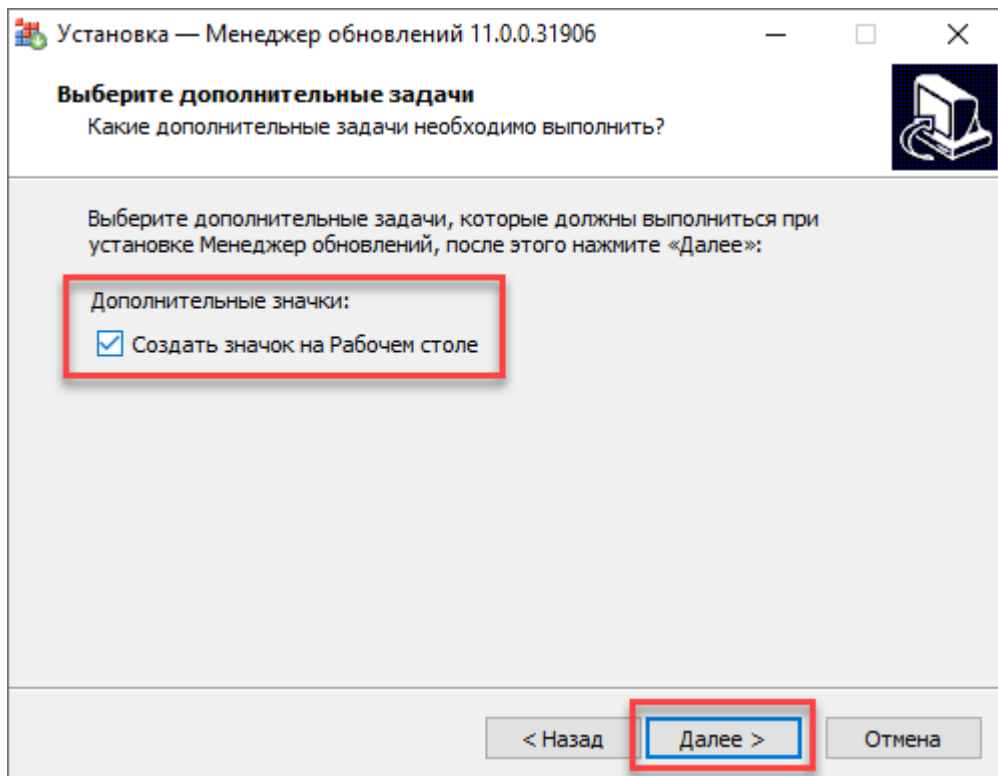 Установка — Менеджер обновлений 11.0.0.31906
Выберите дополнительные задачи
Какие дополнительные задачи необходимо выполнить?
Выберите дополнительные задачи, которые должны выполниться при
установке Менеджер обновлений, после этого нажмите «Далее»:
Дополнительные значки:
Создать значок на Рабочем столе
< Назад
Далее >
Отмена